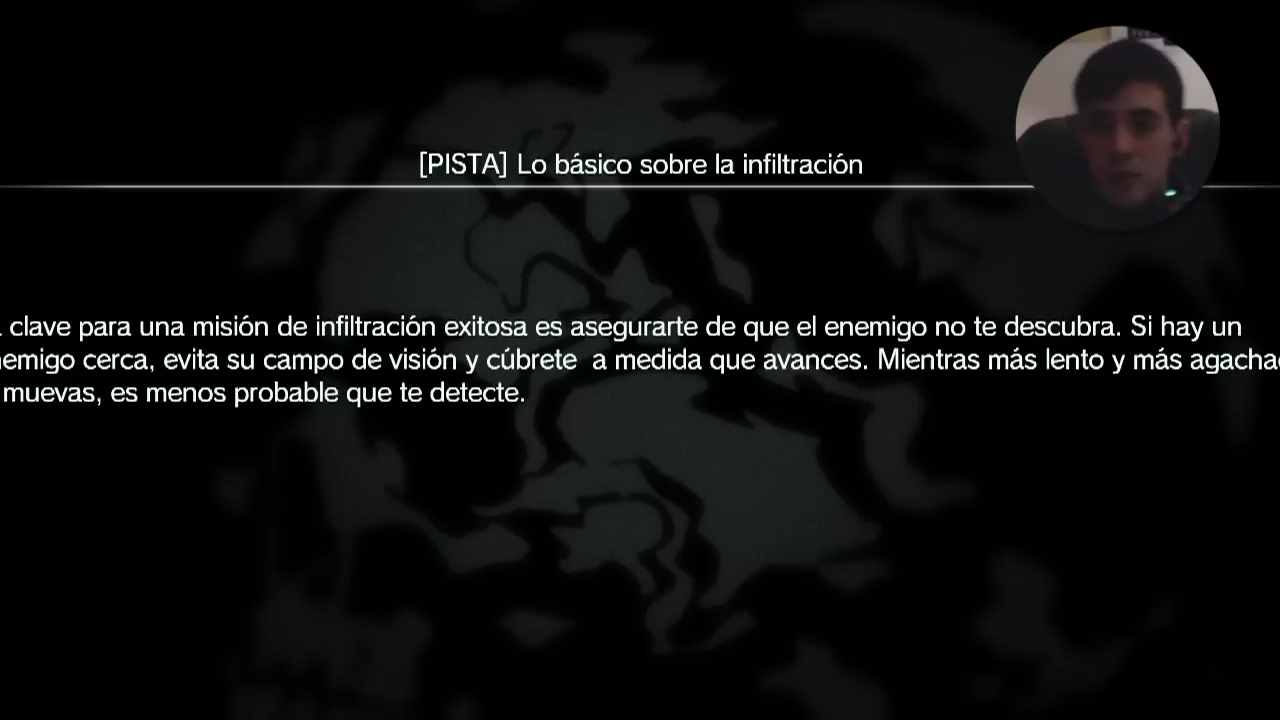 [PISTA] Lo básico sobre la infiltración
clave para una misión de infiltración exitosa es asegurarte de que el enemigo no te descubra. Si hay un
cerca, evita su campo de visión y cúbrete a medida que avances. Mientras más lento y más
muevas, es menos probable que te detecte.